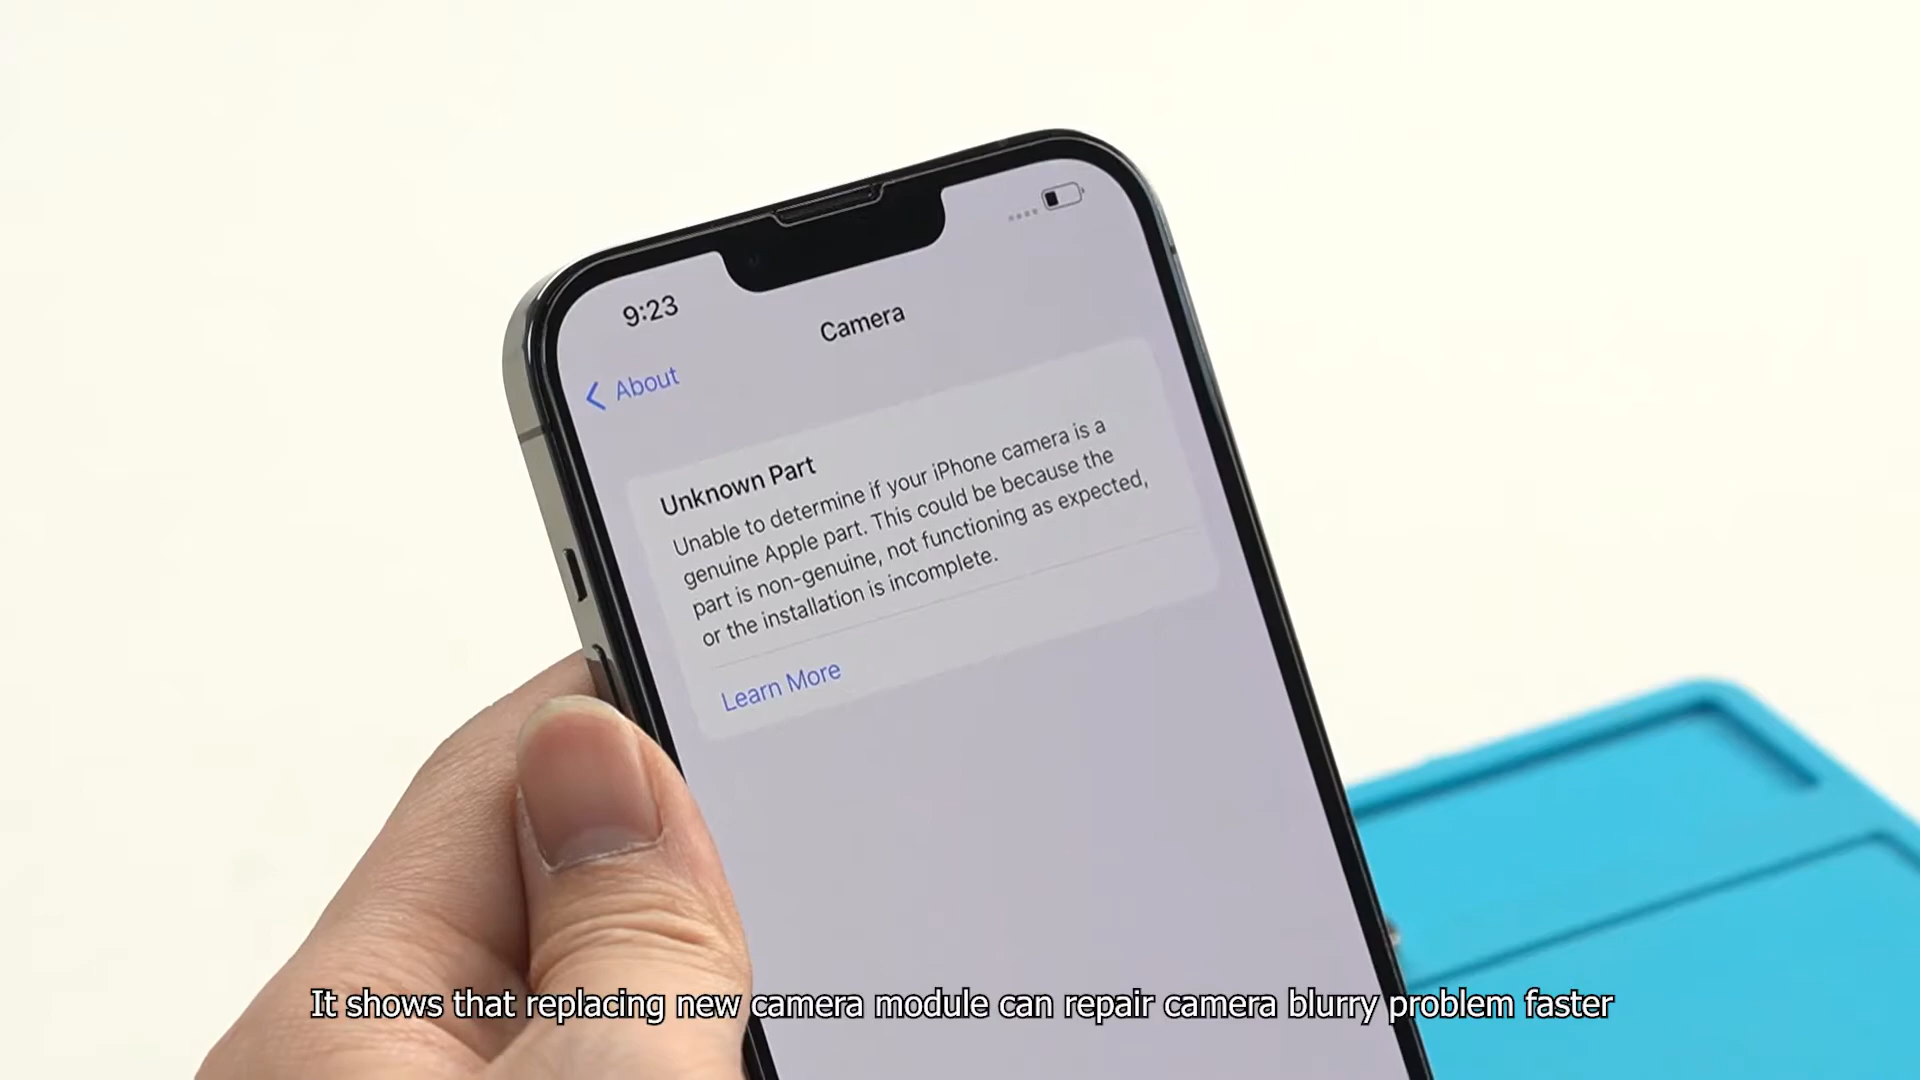 9:23
Camera
About
Unknown Part
Unable to determine if your iPhone camera is a
genuine Apple part. This could be because the
part is non-genuine, not functioning as expected,
or the installation is incomplete.
Learn More
It shows that replacing new camera module can repair camera blurry problem faster